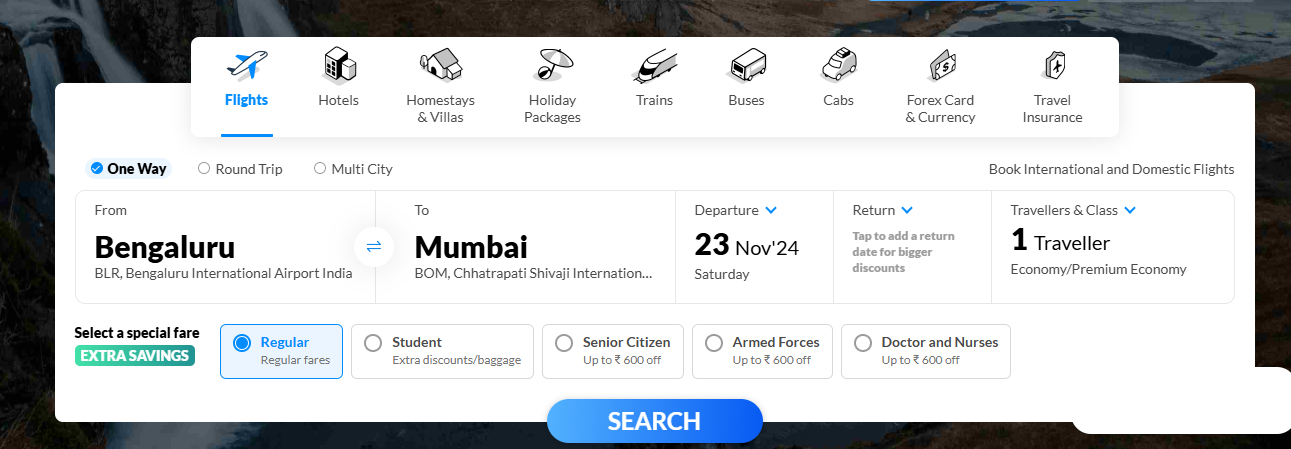 Flights
Hotels
Homestays
& Villas
Holiday
Packages
Trains
Buses
Cabs
Forex Card
& Currency
Travel
Insurance
One Way
Round Trip
Multi City
Book International and Domestic Flights
From
Bengaluru
BLR, Bengaluru International Airport India
To
Mumbai
BOM, Chhatrapati Shivaji Internation...
Departure
23 Nov'24
Saturday
Return
Tap to add a return
date for bigger
discounts
Travellers & Class
1 Traveller
Economy/Premium Economy
Select a special fare
EXTRA SAVINGS
Regular
Regular fares
Student
Extra discounts/baggage
Senior Citizen
Up to ₹ 600 off
Armed Forces
Up to ₹ 600 off
Doctor and Nurses
Up to ₹ 600 off
SEARCH